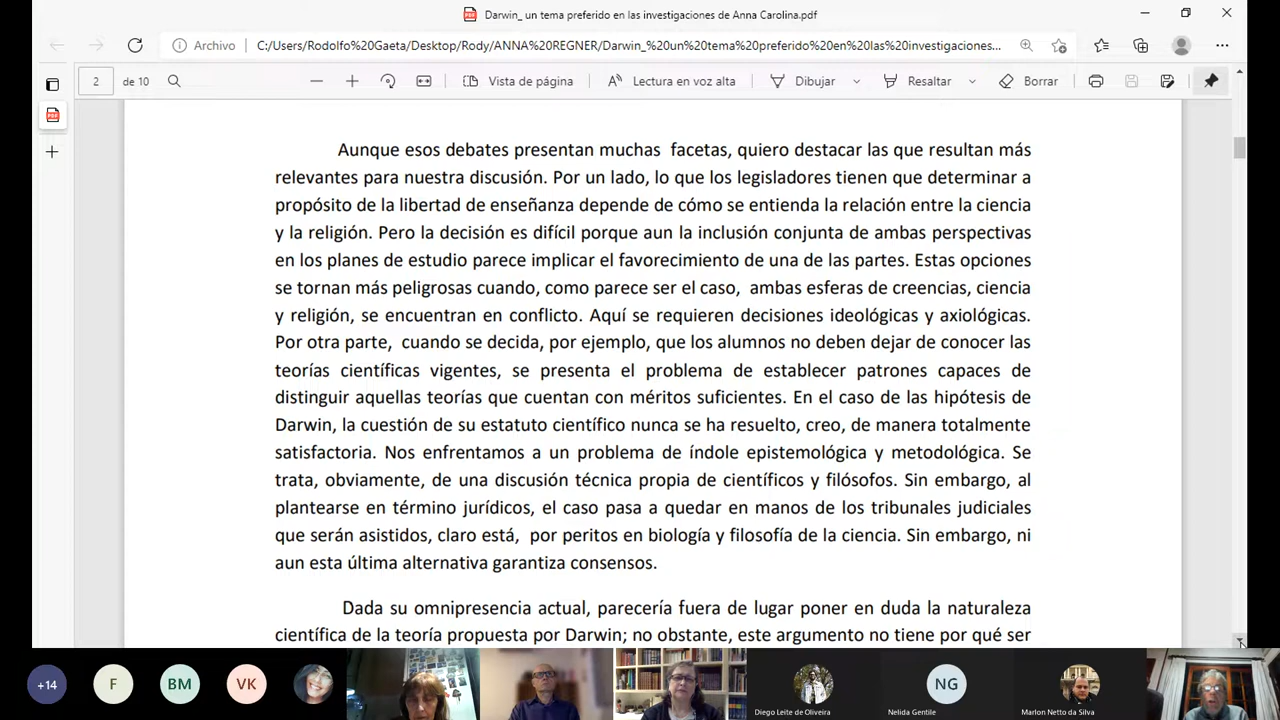 Darwin_ un tema preferido en las investigaciones de Anna Carolina.pdf
Archivo C:/Users/Rodolfo%20Gaeta/Desktop/Rody/ANNA%20REGNER/Darwin_%20un%20tema%20preferido%20en%20las%20investigaciones...
2 de 10 Vista de página Lectura en voz alta Dibujar Resaltar Borrar
Aunque esos debates presentan muchas facetas, quiero destacar las que resultan más
relevantes para nuestra discusión. Por un lado, lo que los legisladores tienen que determinar a
propósito de la libertad de enseñanza depende de cómo se entienda la relación entre la ciencia
y la religión. Pero la decisión es difícil porque aun la inclusión conjunta de ambas perspectivas
en los planes de estudio parece implicar el favorecimiento de una de las partes. Estas opciones
se tornan más peligrosas cuando, como parece ser el caso, ambas esferas de creencias, ciencia
y religión, se encuentran en conflicto. Aquí se requieren decisiones ideológicas y axiológicas.
Por otra parte, cuando se decida, por ejemplo, que los alumnos no deben dejar de conocer las
teorías científicas vigentes, se presenta el problema de establecer patrones capaces de
distinguir aquellas teorías que cuentan con méritos suficientes. En el caso de las hipótesis de
Darwin, la cuestión de su estatuto científico nunca se ha resuelto, creo, de manera totalmente
satisfactoria. Nos enfrentamos a un problema de índole epistemológica y metodológica. Se
trata, obviamente, de una discusión técnica propia de científicos y filósofos. Sin embargo, al
plantearse en término jurídicos, el caso pasa a quedar en manos de los tribunales judiciales
que serán asistidos, claro está, por peritos en biología y filosofía de la ciencia. Sin embargo, ni
aun esta última alternativa garantiza consensos.
Dada su omnipresencia actual, parecería fuera de lugar poner en duda la naturaleza
científica de la teoría propuesta por Darwin; no obstante, este argumento no tiene por qué ser
+14 F BM VK NG
Diego Leite de Oliveira Nelida Gentile Marlon Netto da Silva